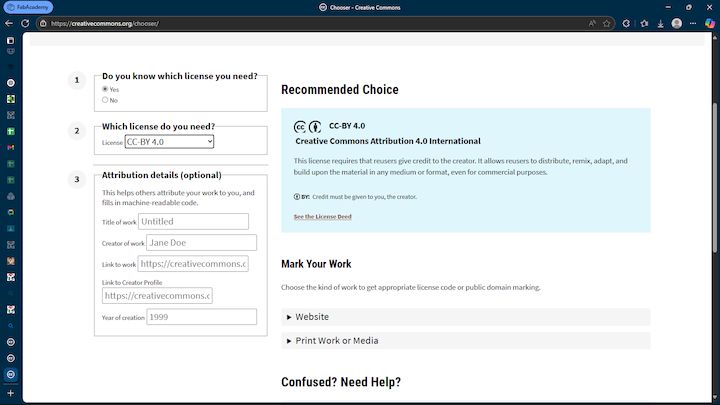 FabAcademy
Chooser – Creative Commons
https://creativecommons.org/chooser/
1
Do you know which license you need?
Yes
No
2
Which license do you need?
License CC-BY 4.0
3
Attribution details (optional)
This helps others attribute your work to you, and
fills in machine-readable code.
Title of work Untitled
Creator of work Jane Doe
Link to work https://creativecommons.c
Link to Creator Profile
https://creativecommons.c
Year of creation 1999
Recommended Choice
CC-BY 4.0
Creative Commons Attribution 4.0 International
This license requires that reusers give credit to the creator. It allows reusers to distribute, remix, adapt, and
build upon the material in any medium or format, even for commercial purposes.
BY: Credit must be given to you, the creator.
See the License Deed
Mark Your Work
Choose the kind of work to get appropriate license code or public domain marking.
Website
Print Work or Media
Confused? Need Help?